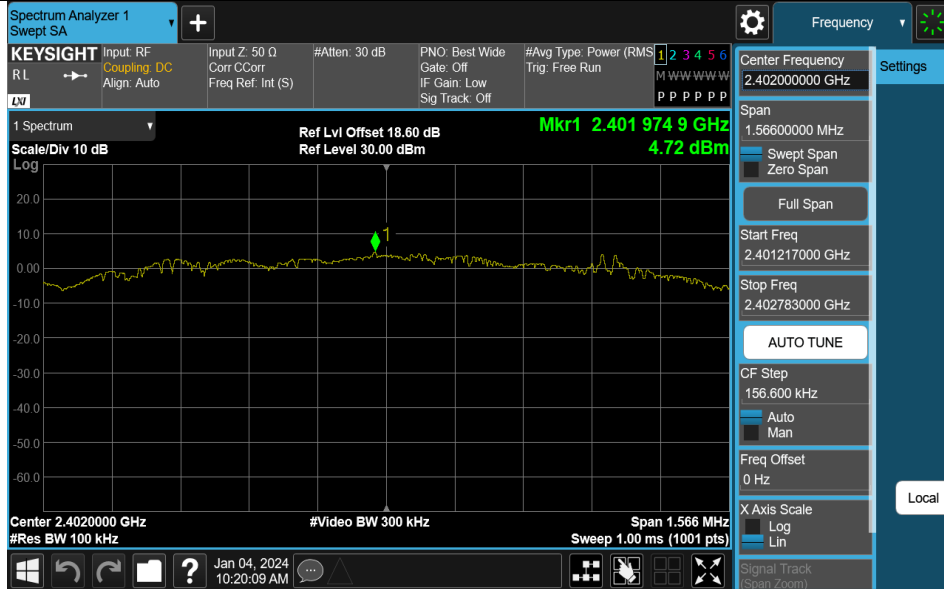 Spectrum Analyzer 1
Swept SA
+
Frequency
KEYSIGHT
R L
LXI
Input: RF
Coupling: DC
Align: Auto
Input Z: 50 Ω
Corr CCorr
Freq Ref: Int (S)
#Atten: 30 dB
PNO: Best Wide
Gate: Off
IF Gain: Low
Sig Track: Off
#Avg Type: Power (RMS
Trig: Free Run
1 2 3 4 5 6
M W W W W W
P P P P P P
1 Spectrum
Scale/Div 10 dB
Log
Ref Lvl Offset 18.60 dB
Ref Level 30.00 dBm
Mkr1 2.401 974 9 GHz
4.72 dBm
20.0
10.0
0.00
-10.0
-20.0
-30.0
-40.0
-50.0
-60.0
1
Center 2.4020000 GHz
#Res BW 100 kHz
#Video BW 300 kHz
Span 1.566 MHz
Sweep 1.00 ms (1001 pts)
Center Frequency
2.402000000 GHz
Span
1.56600000 MHz
Swept Span
Zero Span
Full Span
Start Freq
2.401217000 GHz
Stop Freq
2.402783000 GHz
AUTO TUNE
CF Step
156.600 kHz
Auto
Man
Freq Offset
0 Hz
X Axis Scale
Log
Lin
Signal Track
(Span Zoom)
Settings
Local
?
Jan 04, 2024
10:20:09 AM